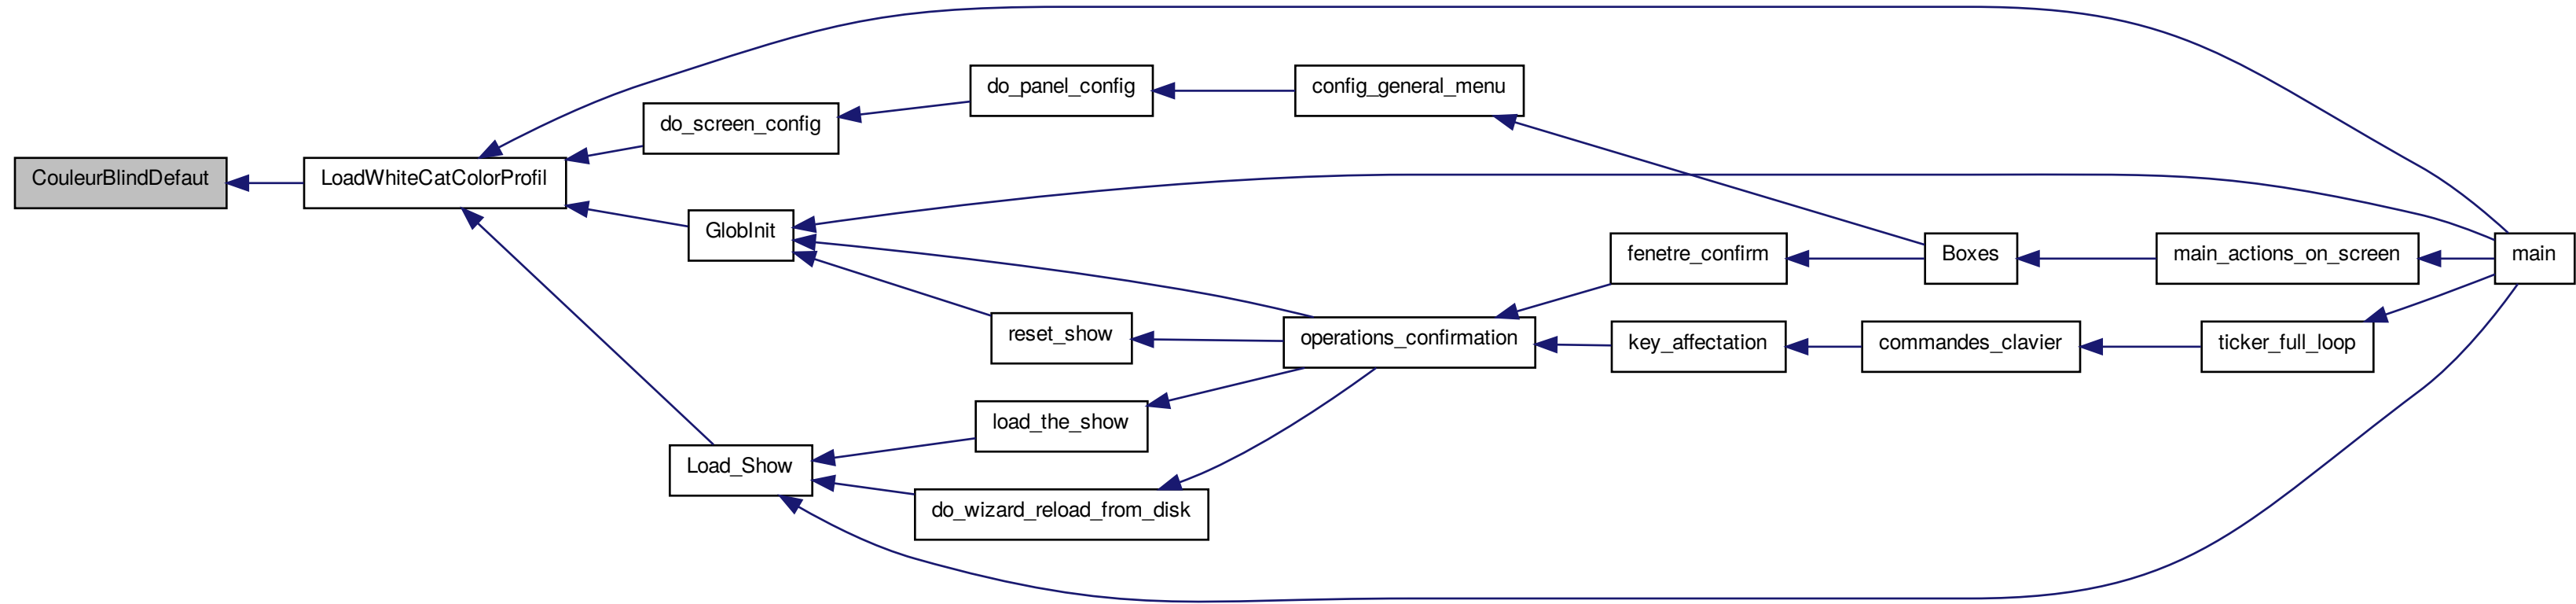 CouleurBlindDefaut
LoadWhiteCatColorProfil
do_screen_config
do_panel_config
config_general_menu
GlobInit
reset_show
Load_Show
load_the_show
do_wizard_reload_from_disk
operations_confirmation
fenetre_confirm
key_affectation
Boxes
commandes_clavier
main_actions_on_screen
ticker_full_loop
main